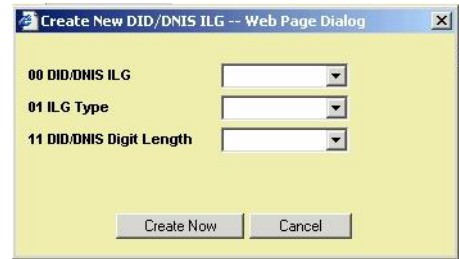 Create New DID/DNIS ILG -- Web Page Dialog
00 DID/DNIS ILG
01 ILG Type
11 DID/DNIS Digit Length
Create Now Cancel